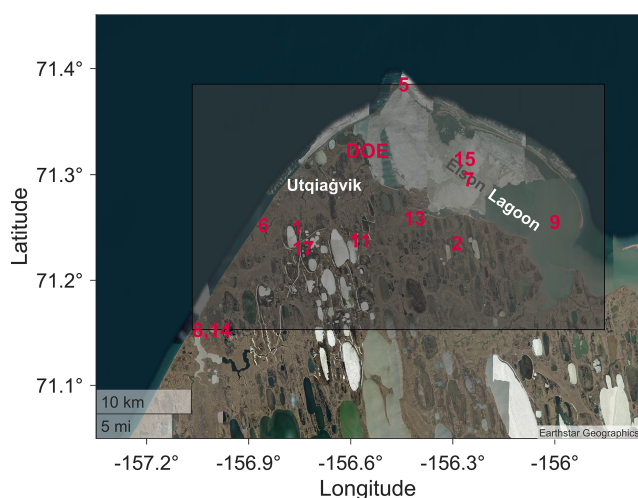 71.4°
5
DOE
15
7
Elson Lagoon
71.3°
Utqiaġvik
6
1
13
9
17
11
2
71.2°
8,14
71.1°
10 km
5 mi
Earthstar Geographics
-157.2°
-156.9°
-156.6°
-156.3°
-156°
Longitude
Latitude